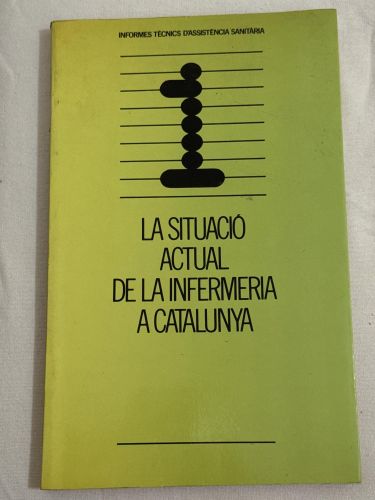 INFORMES TÈCNICS D'ASSISTÈNCIA SANITÀRIA
LA SITUACIÓ
ACTUAL
DE LA INFERMERIA
A CATALUNYA